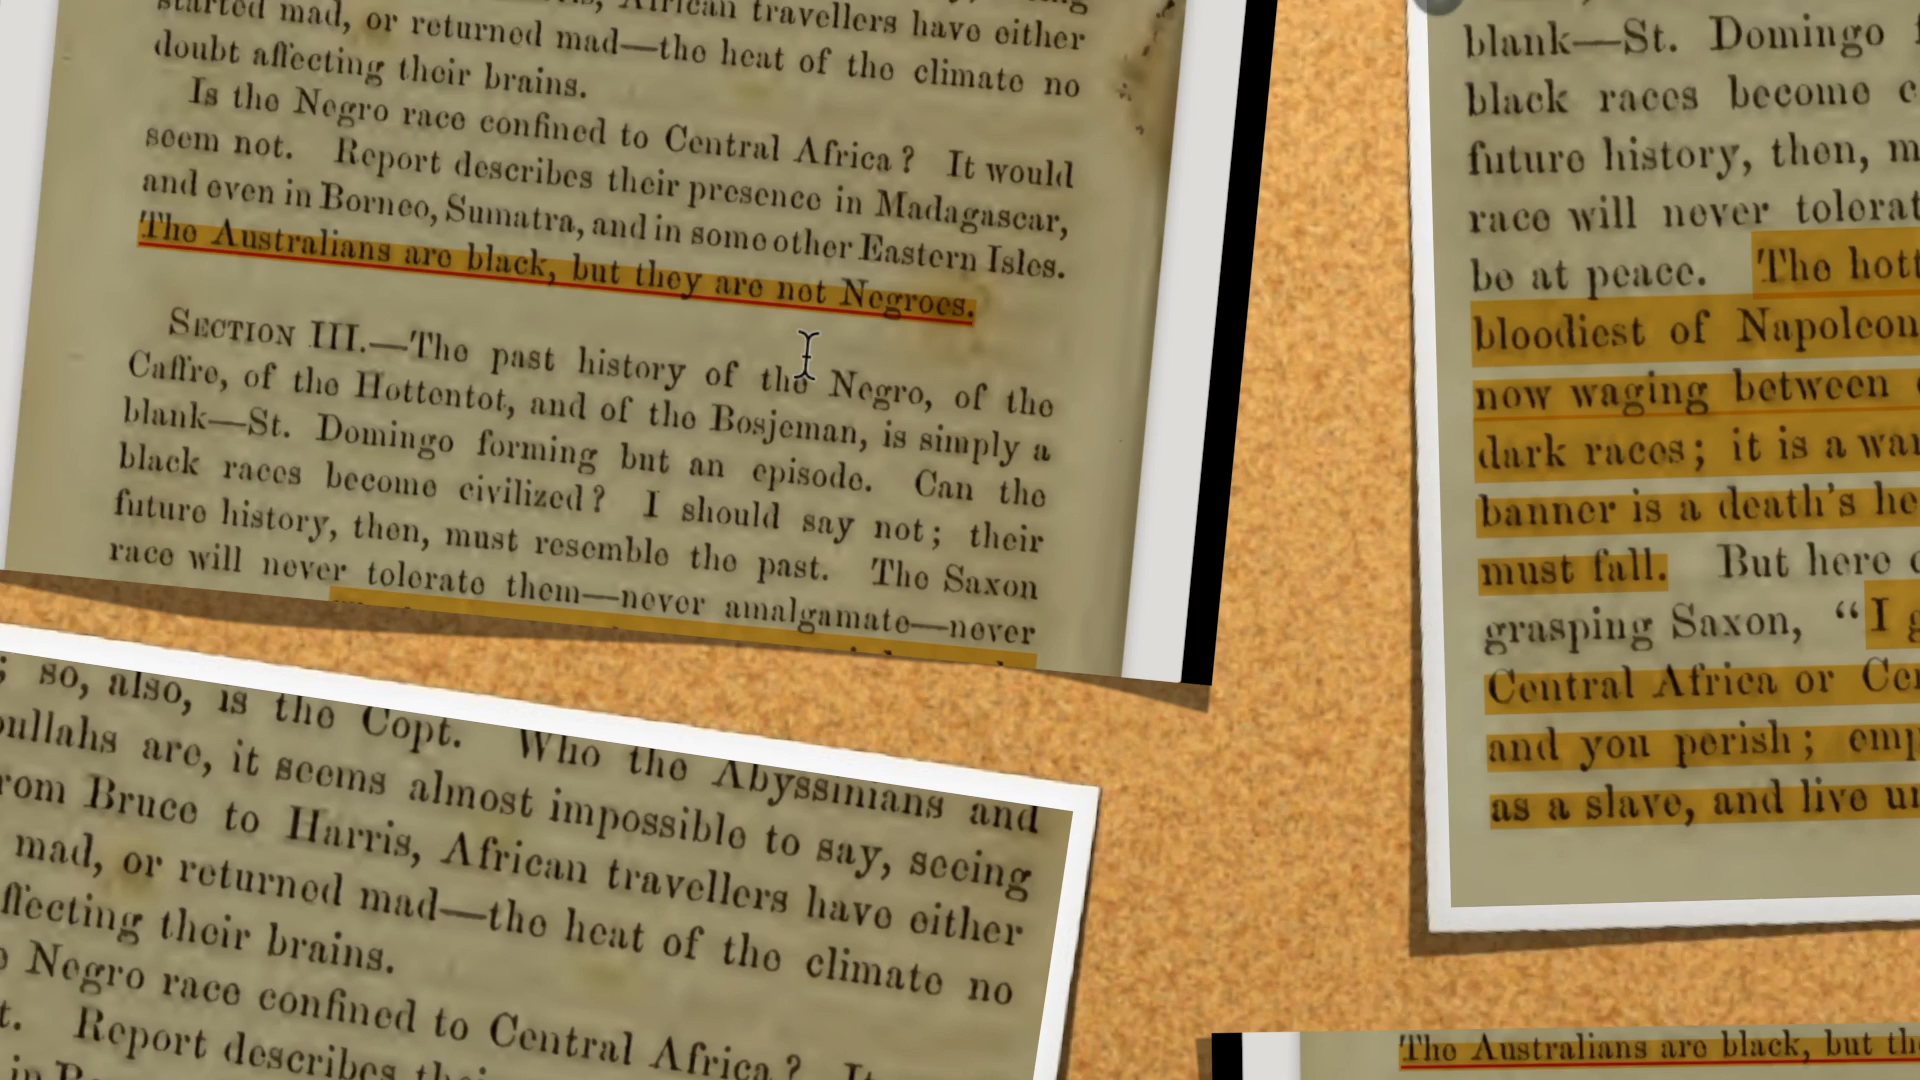 started mad, or returned mad—the heat of the climate no
African travellers have either
doubt affecting their brains.
Is the Negro race confined to Central Africa? It would
seem not. Report describes their presence in Madagascar,
and even in Borneo, Sumatra, and in some other Eastern Isles.
The Australians are black, but they are not Negroes.
SECTION III.—The past history of the Negro, of the
Caffre, of the Hottentot, and of the Bosjeman, is simply a
blank—St. Domingo forming but an episode. Can the
black races become civilized? I should say not; their
future history, then, must resemble the past. The Saxon
race will never tolerate them—never amalgamate—never
; so, also, is the Copt. Who the Abyssinians and
are, it seems almost impossible to say, seeing
from Bruce to Harris, African travellers have either
mad, or returned mad—the heat of the climate no
affecting their brains.
Negro race confined to Central Africa?
Report describes
in
blank—St. Domingo
black races become
future history, then,
race will never
be at peace. The
bloodiest of Napoleon
now waging between
dark races; it is a
banner is a death's
must fall. But here
grasping Saxon, "I
Central Africa or
and you perish;
as a slave, and live
The Australians are black, but